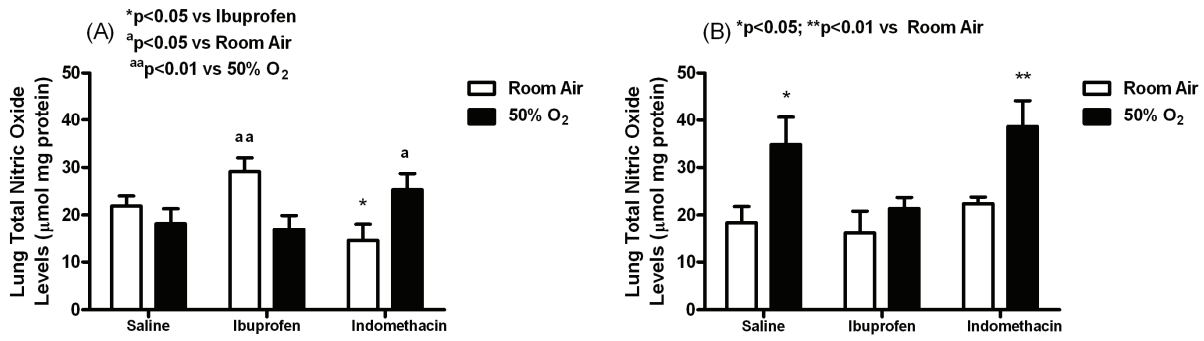 (A)
*p<0.05 vs Ibuprofen
ᵃp<0.05 vs Room Air
ᵃᵃp<0.01 vs 50% O₂
Lung Total Nitric Oxide
Levels (μmol mg protein)
50
40
30
20
10
0
aa
*
a
Saline
Ibuprofen
Indomethacin
Room Air
50% O₂
(B)
*p<0.05; **p<0.01 vs Room Air
Lung Total Nitric Oxide
Levels (μmol mg protein)
50
40
30
20
10
0
*
**
Saline
Ibuprofen
Indomethacin
Room Air
50% O₂